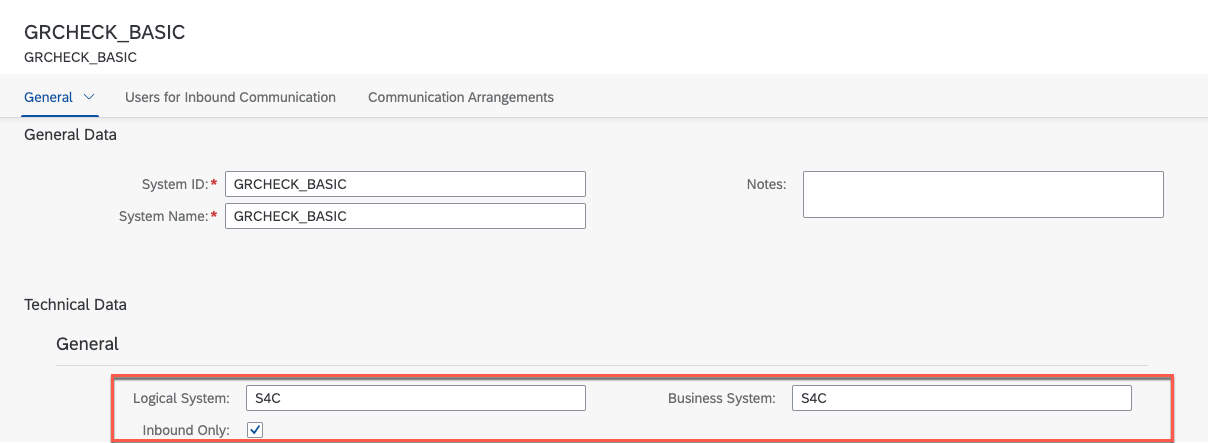 GRCHECK_BASIC
GRCHECK_BASIC
General Users for Inbound Communication Communication Arrangements
General Data
System ID:* GRCHECK_BASIC Notes:
System Name:* GRCHECK_BASIC
Technical Data
General
Logical System: S4C Business System: S4C
Inbound Only: